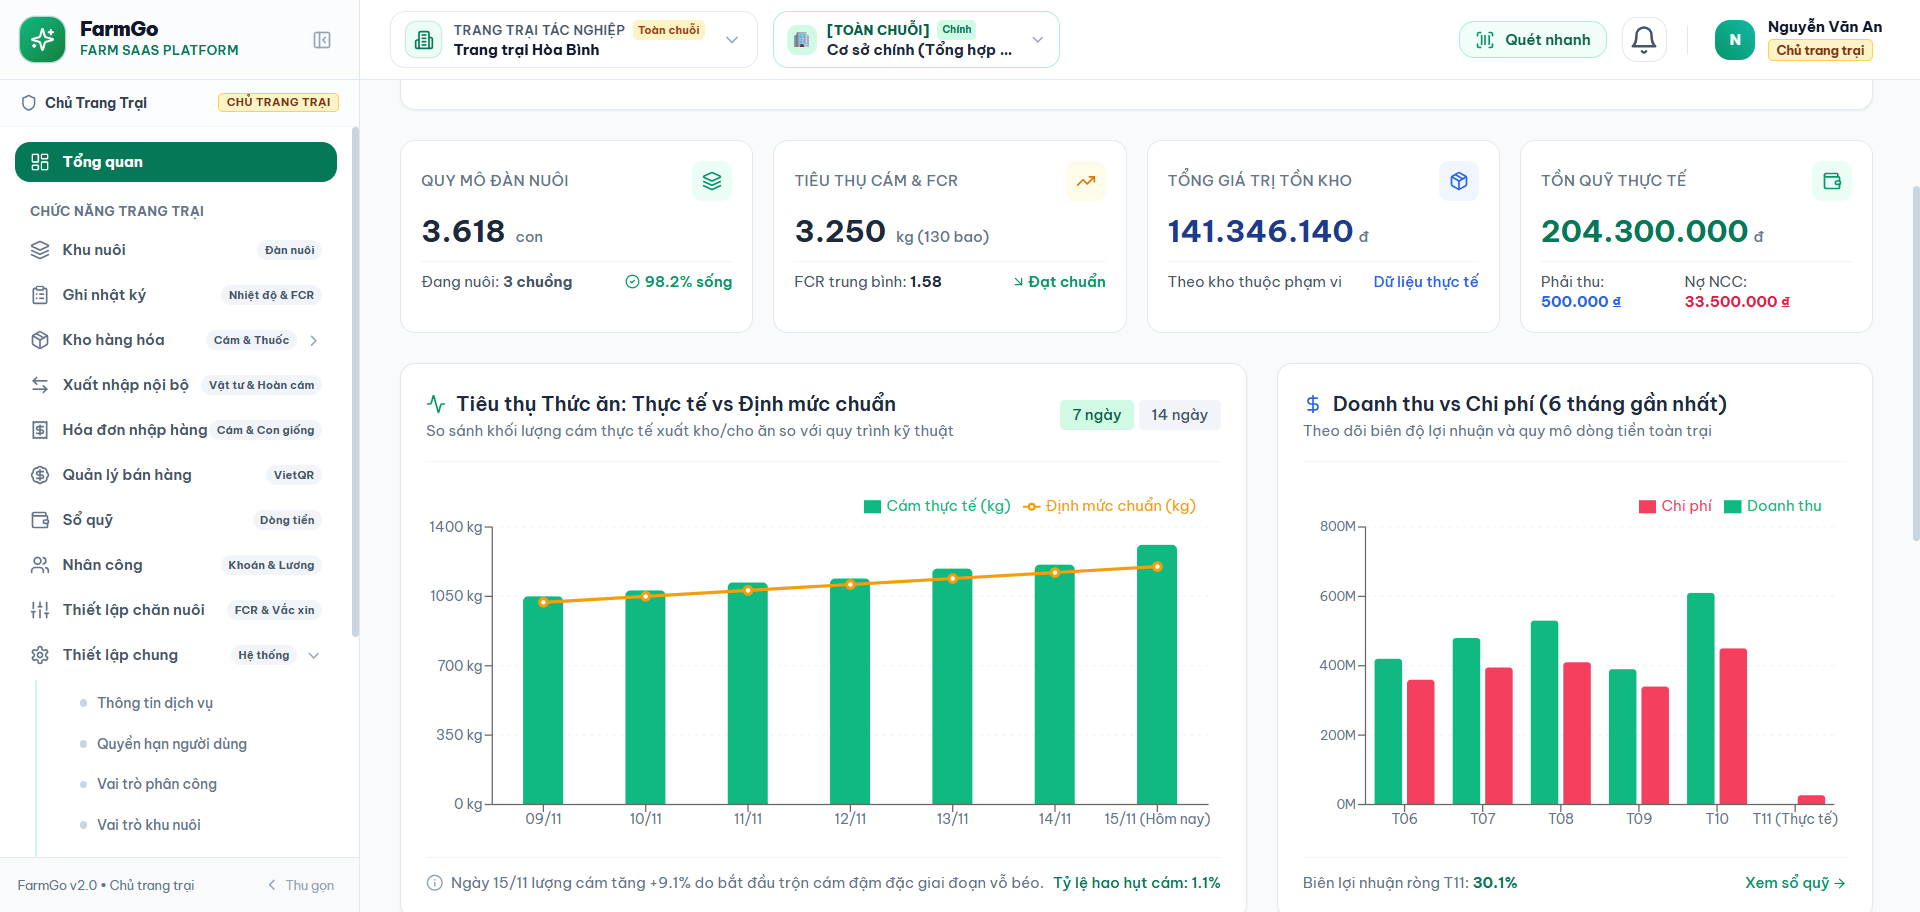 FarmGo
FARM SAAS PLATFORM
TRANG TRẠI TÁC NGHIỆP Toàn chuỗi
Trang trại Hòa Bình
[TOÀN CHUỖI] Chính
Cơ sở chính (Tổng hợp ...
Quét nhanh
N
Nguyễn Văn An
Chủ trang trại
Chủ Trang Trại
CHỦ TRANG TRẠI
Tổng quan
CHỨC NĂNG TRANG TRẠI
Khu nuôi Đàn nuôi
Ghi nhật ký Nhiệt độ & FCR
Kho hàng hóa Cám & Thuốc
Xuất nhập nội bộ Vật tư & Hoàn cám
Hóa đơn nhập hàng Cám & Con giống
Quản lý bán hàng VietQR
Sổ quỹ Dòng tiền
Nhân công Khoán & Lương
Thiết lập chăn nuôi FCR & Vắc xin
Thiết lập chung Hệ thống
Thông tin dịch vụ
Quyền hạn người dùng
Vai trò phân công
Vai trò khu nuôi
FarmGo v2.0 • Chủ trang trại
Thu gọn
QUY MÔ ĐÀN NUÔI
3.618 con
Đang nuôi: 3 chuồng
98.2% sống
TIÊU THỤ CÁM & FCR
3.250 kg (130 bao)
FCR trung bình: 1.58
Đạt chuẩn
TỔNG GIÁ TRỊ TỒN KHO
141.346.140 đ
Theo kho thuộc phạm vi
Dữ liệu thực tế
TỒN QUỸ THỰC TẾ
204.300.000 đ
Phải thu:
500.000 đ
Nợ NCC:
33.500.000 đ
Tiêu thụ Thức ăn: Thực tế vs Định mức chuẩn
So sánh khối lượng cám thực tế xuất kho/cho ăn so với quy trình kỹ thuật
7 ngày
14 ngày
Cám thực tế (kg)
Định mức chuẩn (kg)
1400 kg
1050 kg
700 kg
350 kg
0 kg
09/11
10/11
11/11
12/11
13/11
14/11
15/11 (Hôm nay)
Ngày 15/11 lượng cám tăng +9.1% do bắt đầu trộn cám đậm đặc giai đoạn vỗ béo.
Tỷ lệ hao hụt cám: 1.1%
Doanh thu vs Chi phí (6 tháng gần nhất)
Theo dõi biên độ lợi nhuận và quy mô dòng tiền toàn trại
Chi phí
Doanh thu
800M
600M
400M
200M
0M
T06
T07
T08
T09
T10
T11 (Thực tế)
Biên lợi nhuận ròng T11: 30.1%
Xem sổ quỹ →